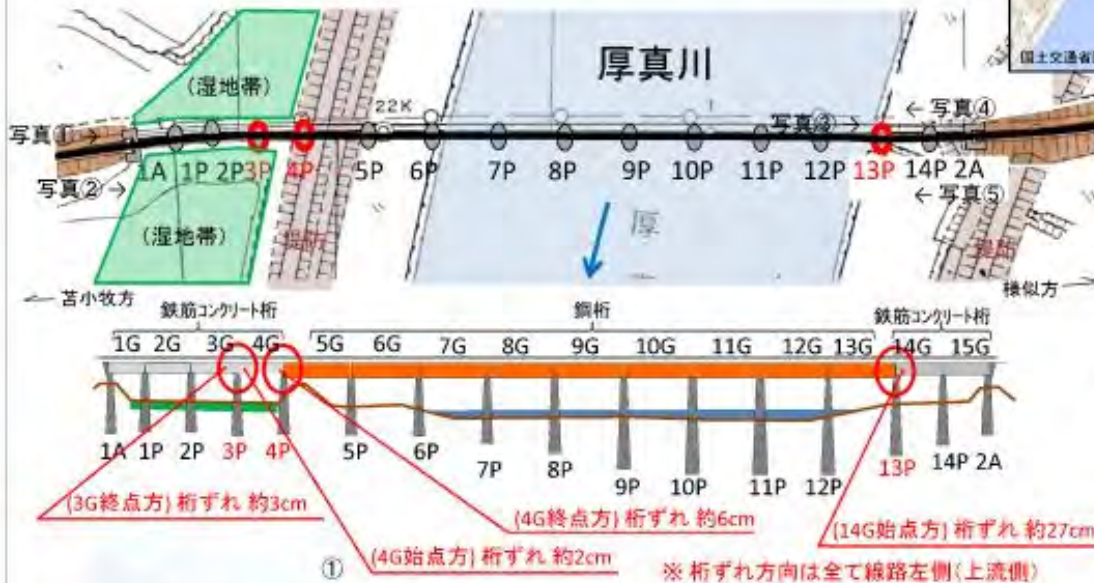 国土交通省
厚真川
(湿地帯)
22K
写真③→
←写真④
写真②→
1A 1P 2P 3P 4P 5P 6P 7P 8P 9P 10P 11P 12P 13P 14P 2A
←写真⑤
(湿地帯)
厚
← 苫小牧方
様似方→
鉄筋コンクリート桁
鋼桁
鉄筋コンクリート桁
1G 2G 3G 4G 5G 6G 7G 8G 9G 10G 11G 12G 13G 14G 15G
1A 1P 2P 3P 4P 5P 6P 7P 8P 9P 10P 11P 12P 13P 14P 2A
(3G終点方) 桁ずれ 約3cm
(4G終点方) 桁ずれ 約6cm
(14G始点方) 桁ずれ 約27cm
(4G始点方) 桁ずれ 約2cm
①
※ 桁ずれ方向は全て線路左側(上流側)